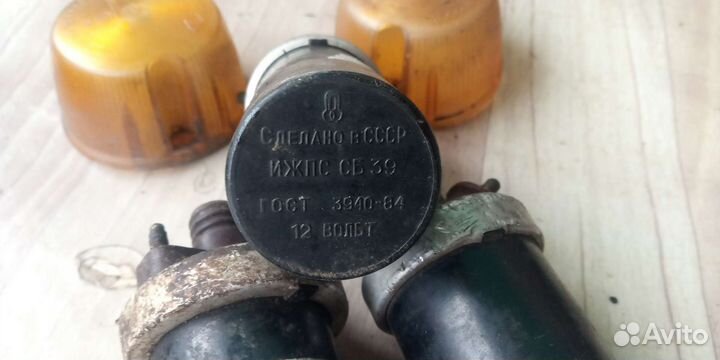 СДЕЛАНО В СССР
ИЖПС СБ 39
ГОСТ . 3940-84
12 ВОЛЬТ
Avito